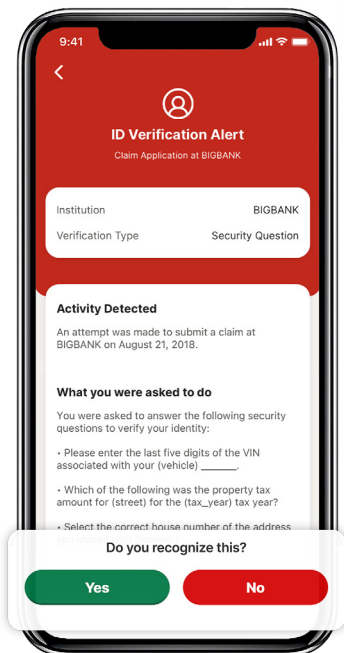 9:41
ID Verification Alert
Claim Application at BIGBANK
Institution BIGBANK
Verification Type Security Question
Activity Detected
An attempt was made to submit a claim at
BIGBANK on August 21, 2018.
What you were asked to do
You were asked to answer the following security
questions to verify your identity:
• Please enter the last five digits of the VIN
associated with your (vehicle) _______.
• Which of the following was the property tax
amount for (street) for the (tax_year) tax year?
• Select the correct house number of the address
Do you recognize this?
Yes No